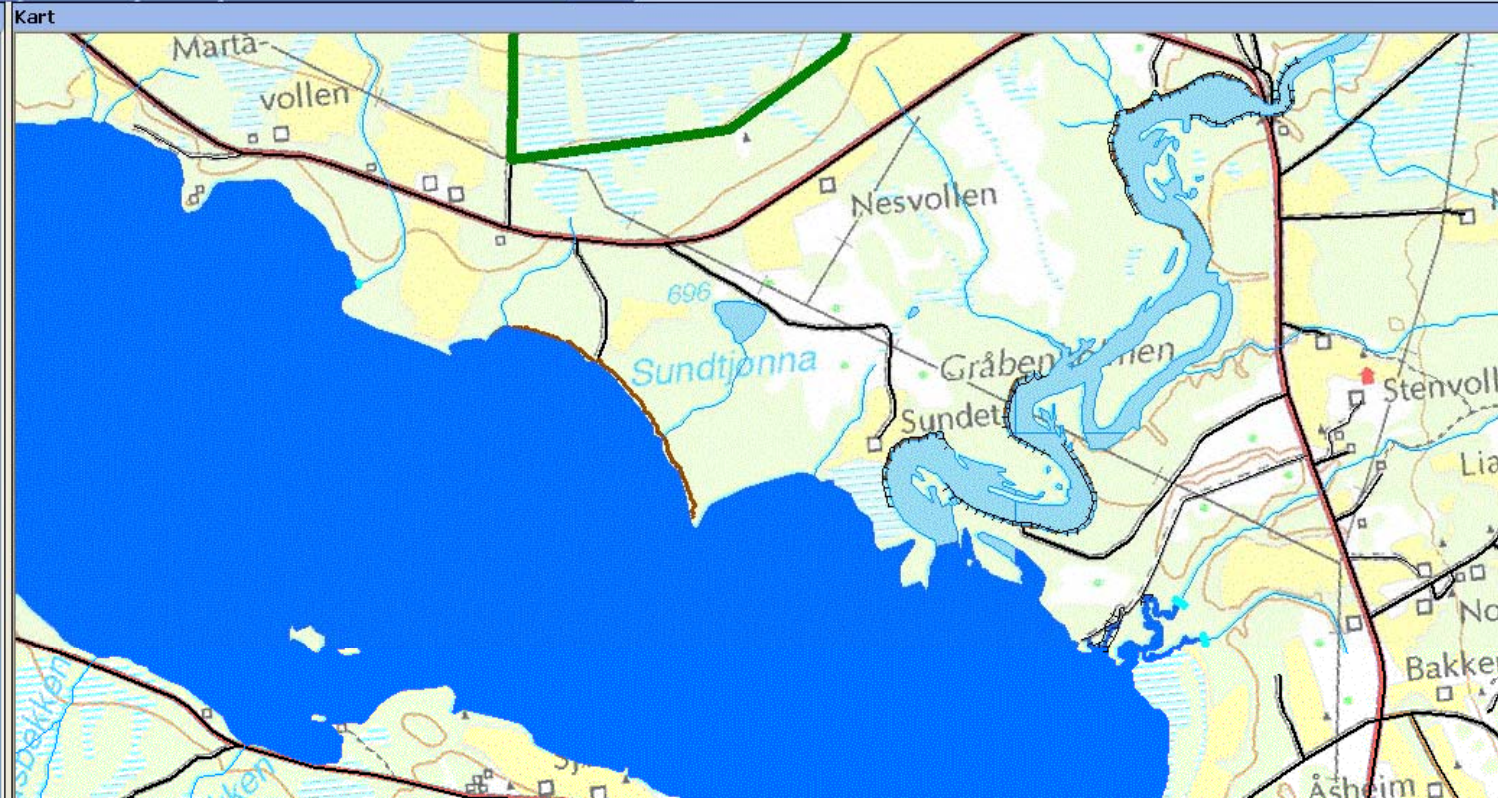 Kart
Marta-
vollen
Nesvollen
696
Sundtjønna
Sundet
Stenvoll
Lia
No
Bakke
Åsheim